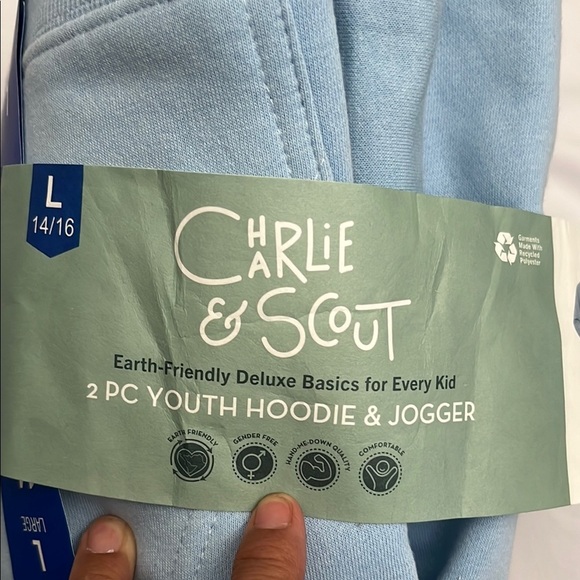 L
14/16
CHARLiE
& SCOUT
Garments
Made With
Recycled
Polyester
Earth-Friendly Deluxe Basics for Every Kid
2 PC YOUTH HOODIE & JOGGER
EARTH FRIENDLY
GENDER FREE
HAND-ME-DOWN QUALITY
COMFORTABLE
LARGE
L